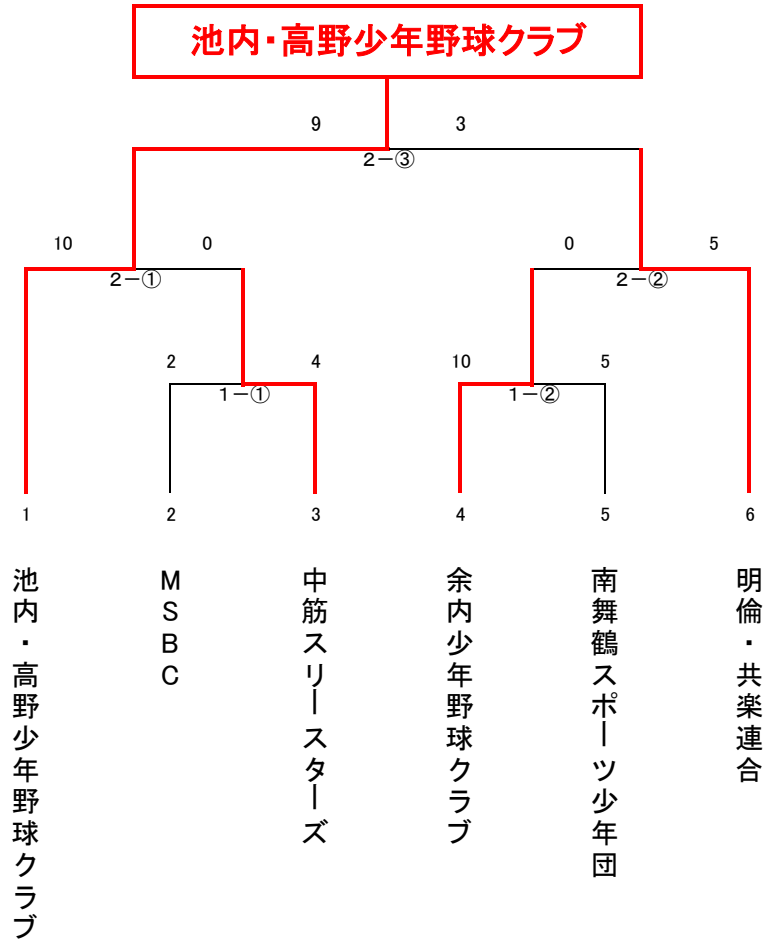 池内・高野少年野球クラブ
9 3
2-③
10 0 0 5
2-① 2-②
2 4 10 5
1-① 1-②
1 2 3 4 5 6
池内・高野少年野球クラブ
MSBC
中筋スリースターズ
余内少年野球クラブ
南舞鶴スポーツ少年団
明倫・共楽連合